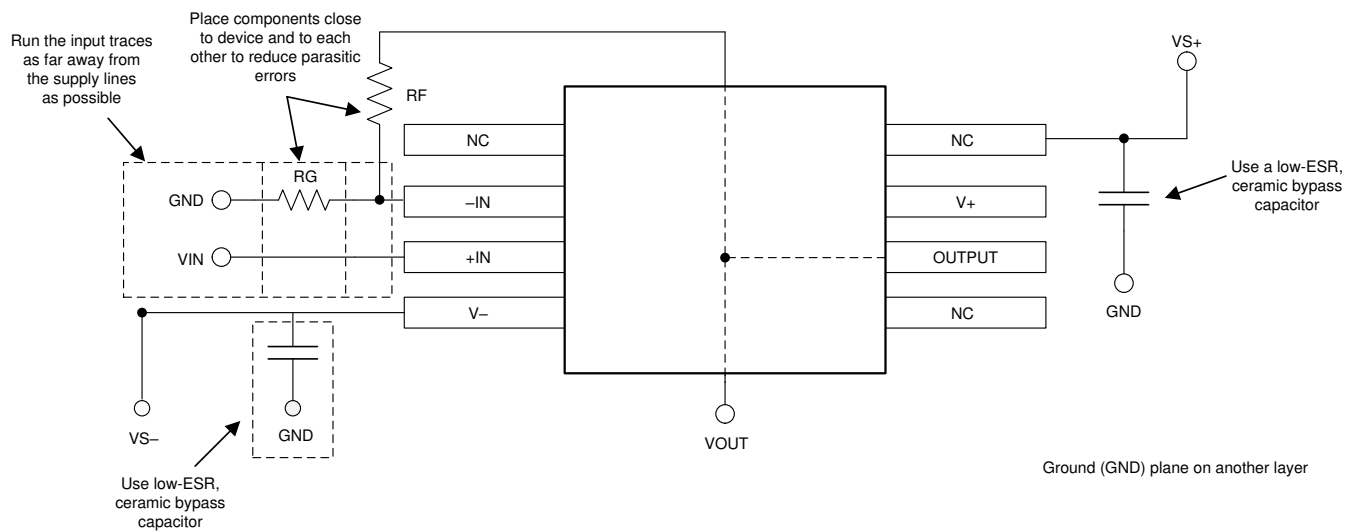 Run the input traces
as far away from
the supply lines
as possible
Place components close
to device and to each
other to reduce parasitic
errors
RF
NC
RG
GND
–IN
VIN
+IN
V–
VS–
GND
Use low-ESR,
ceramic bypass
capacitor
VOUT
VS+
NC
V+
OUTPUT
NC
GND
Use a low-ESR,
ceramic bypass
capacitor
Ground (GND) plane on another layer